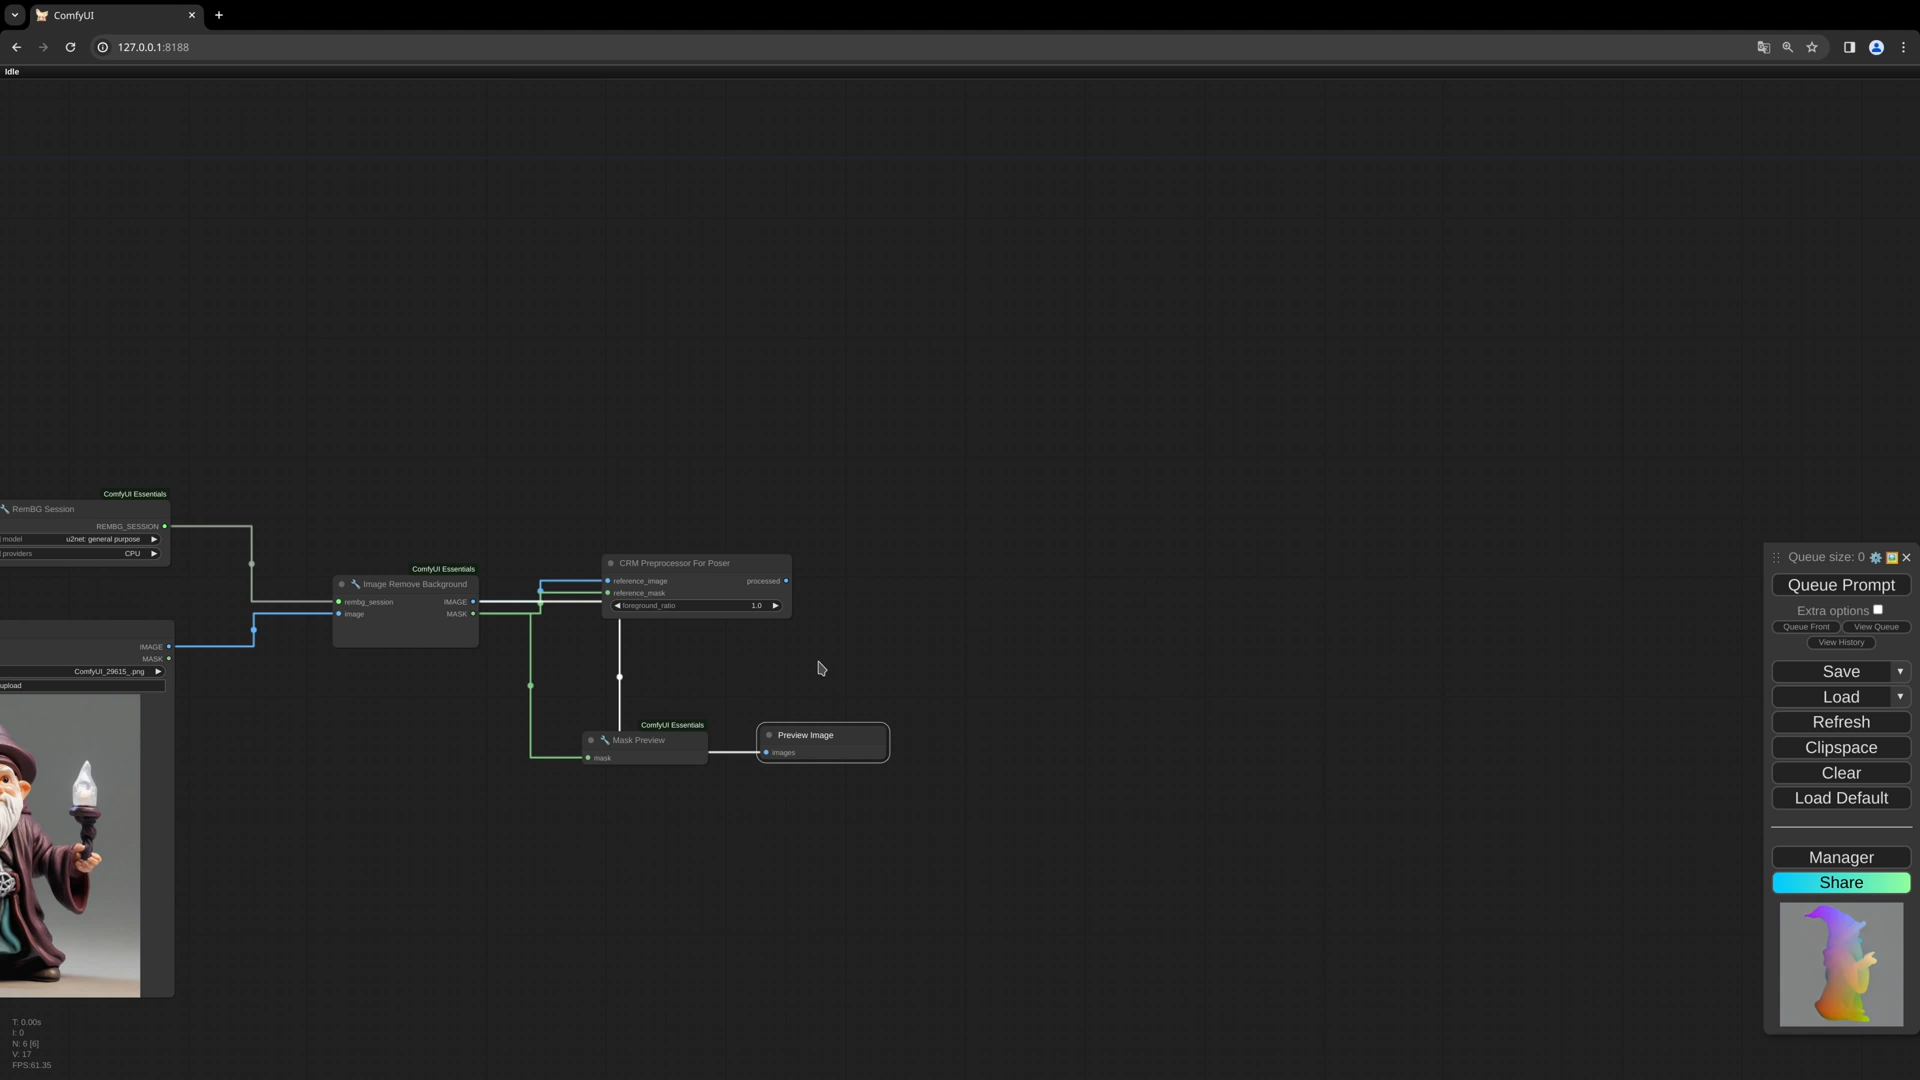 ComfyUI
127.0.0.1:8188
Idle
ComfyUI Essentials
RemBG Session
REMBG_SESSION
model u2net: general purpose
providers CPU
IMAGE
MASK
ComfyUI_29615_.png
upload
ComfyUI Essentials
Image Remove Background
rembg_session IMAGE
image MASK
CRM Preprocessor For Poser
reference_image processed
reference_mask
foreground_ratio 1.0
ComfyUI Essentials
Mask Preview
mask
Preview Image
images
Queue size: 0
Queue Prompt
Extra options
Queue Front View Queue
View History
Save
Load
Refresh
Clipspace
Clear
Load Default
Manager
Share
T: 0.00s
I: 0
N: 6 [6]
V: 17
FPS:61.35